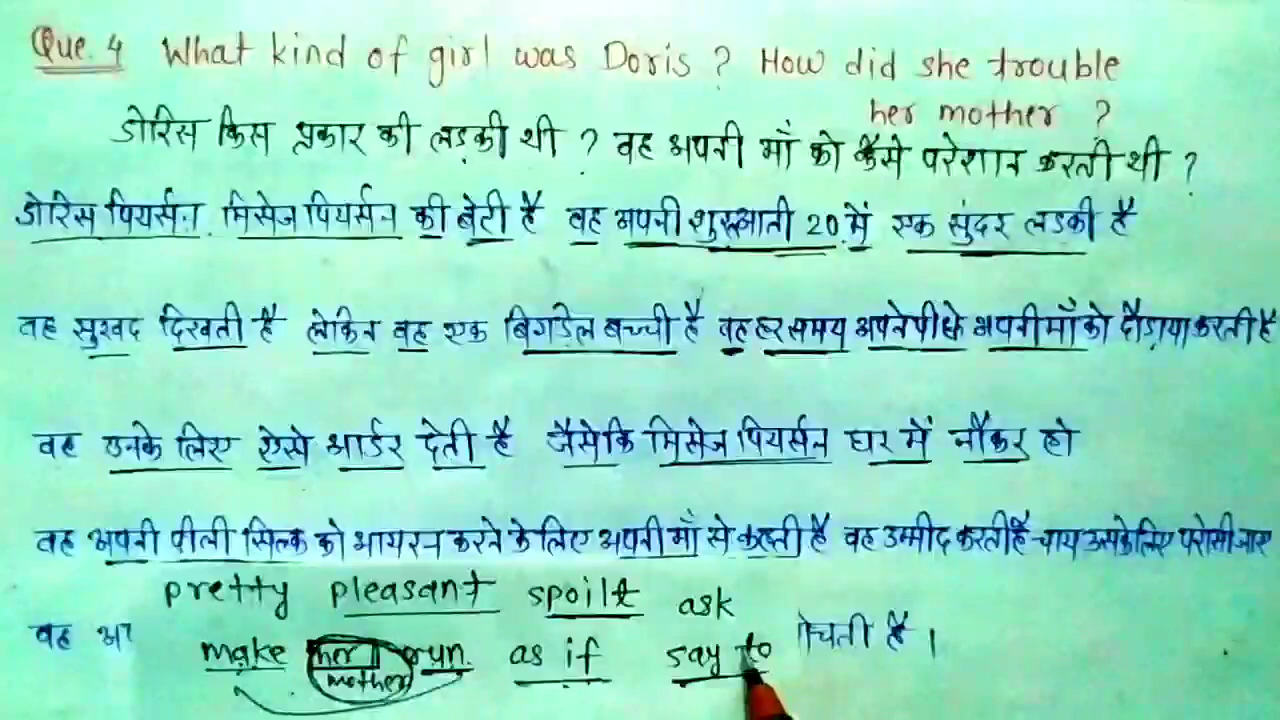 Que. 4 What kind of girl was Doris ? How did she trouble
her mother ?
डोरिस किस प्रकार की लड़की थी ? वह अपनी माँ को कैसे परेशान करती थी ?
डोरिस पियर्सन मिसेज पियर्सन की बेटी है वह अपनी शुरुआती 20 में एक सुंदर लडकी है
वह सुखद दिखती है लेकिन वह एक बिगडैल बच्ची है वह हर समय अपने पीछे अपनी माँ को दौड़ाया करती है
वह उनके लिए ऐसे आर्डर देती है जैसे कि मिसेज पियर्सन घर में नौकर हो
वह अपनी पीली सिल्क को आयरन करने के लिए अपनी माँ से कहती है वह उम्मीद करती है चाय उसके लिए परोसी जाए
pretty pleasant spoilt ask
वह
make her run as if say to
mother
है ।